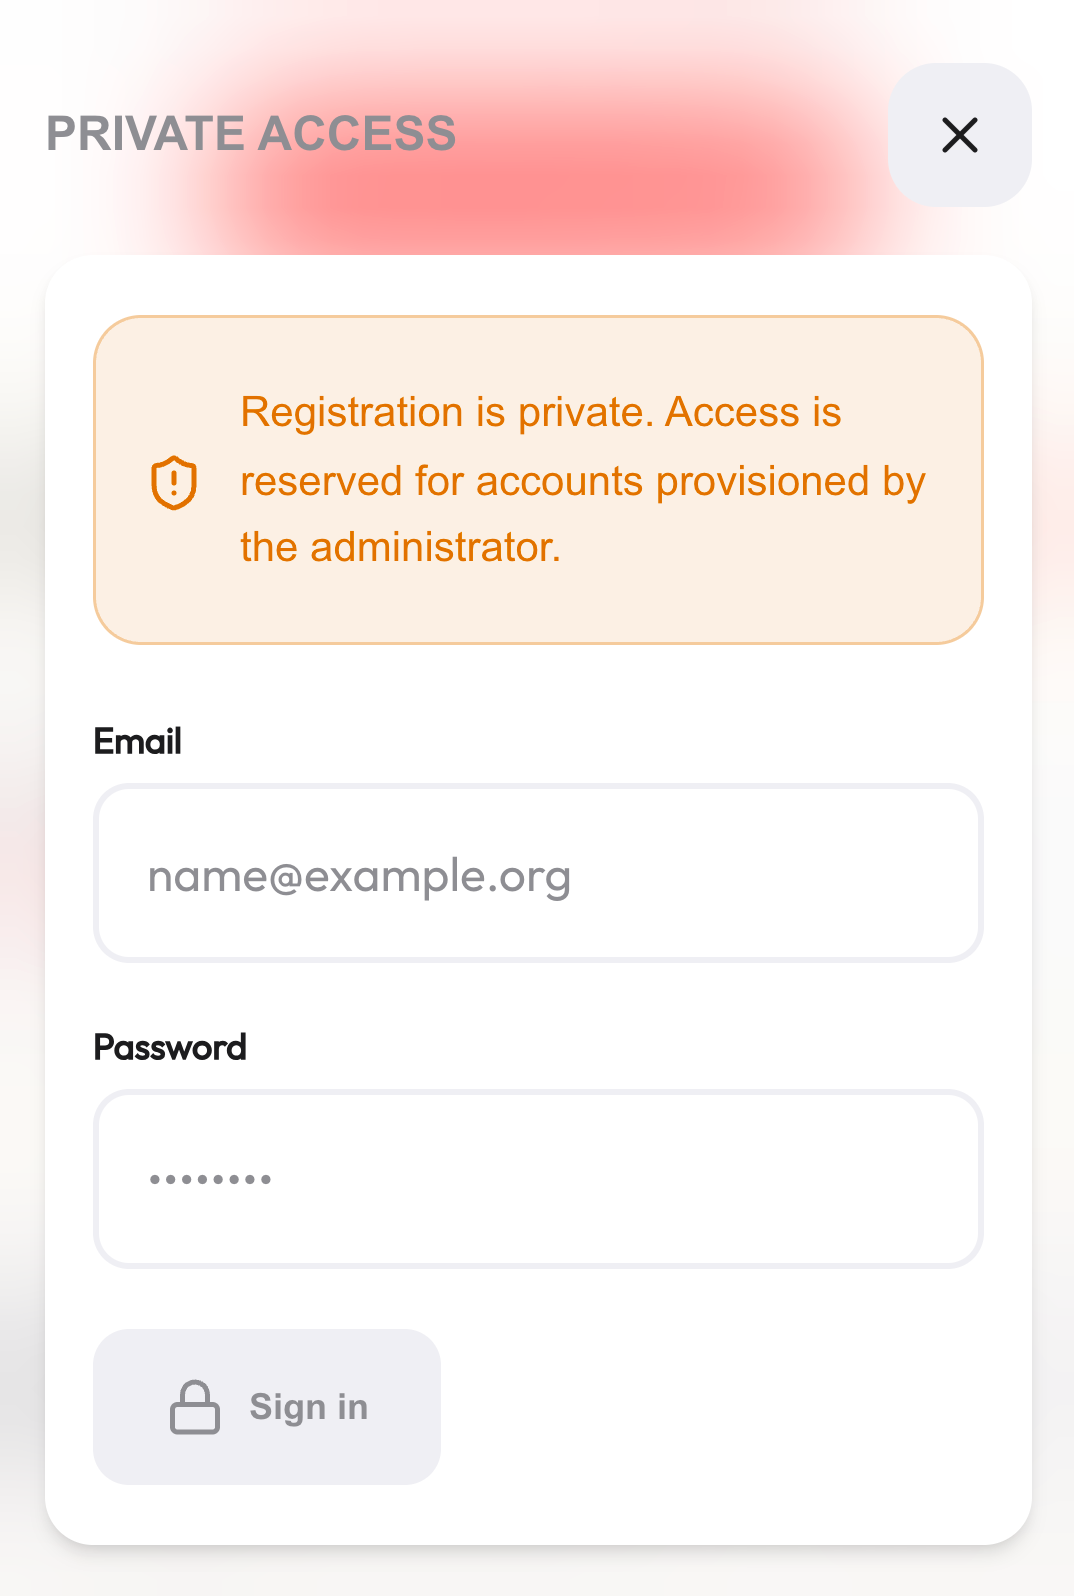 PRIVATE ACCESS
Registration is private. Access is
reserved for accounts provisioned by
the administrator.
Email
name@example.org
Password
••••••••
Sign in